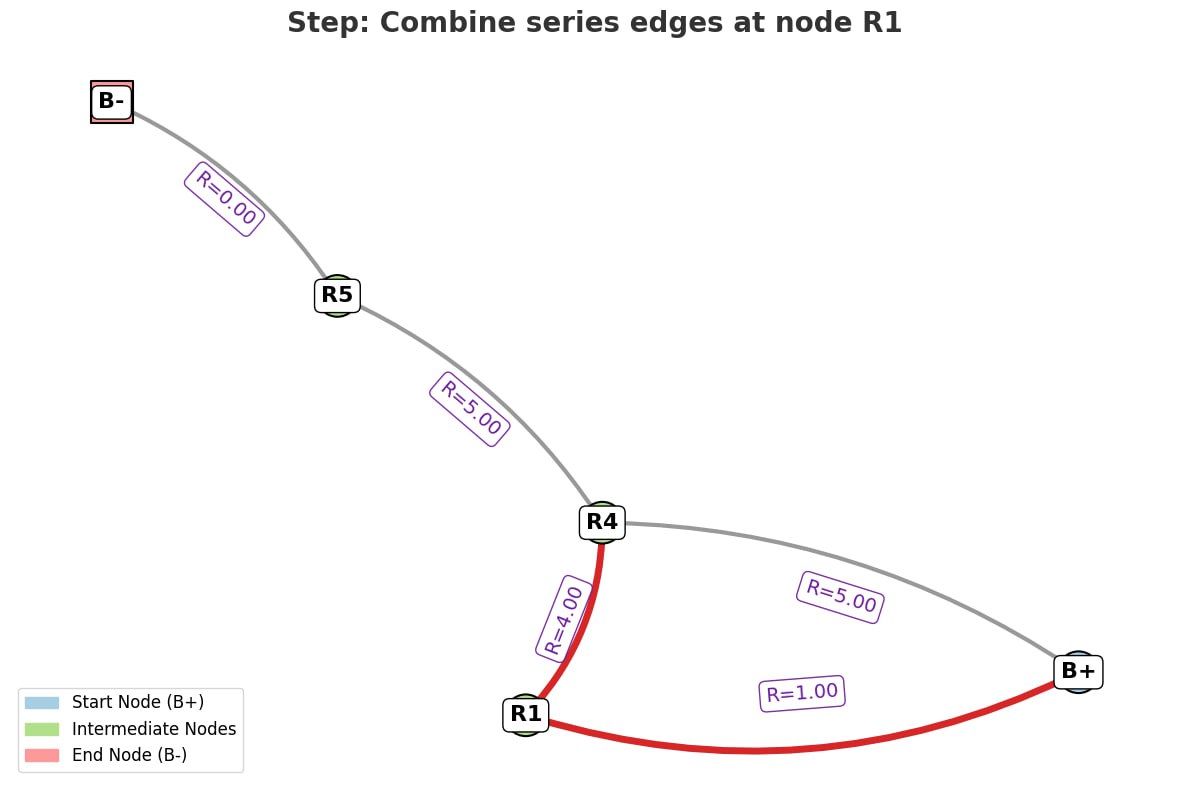 Step: Combine series edges at node R1
B-
R=0.00
R5
R=5.00
R4
R=5.00
R=4.00
B+
R=1.00
R1
Start Node (B+)
Intermediate Nodes
End Node (B-)